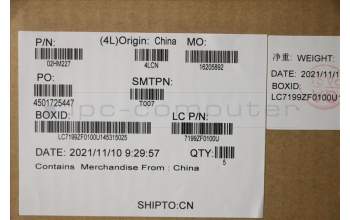 P/N:
(4L)Origin: China
MO:
02HM227
4LCN
16205892
PO:
SMTPN:
4501725447
T007
BOXID:
LC P/N:
LC7199ZF0100U145315025
7199ZF0100U
DATE: 2021/11/10 9:29:57
QTY:
5
Contains Merchandise From : China
SHIPTO:CN
净重: WEIGHT:
DATE: 2021/11
BOXID:
LC7199ZF0100U
ipc-computer